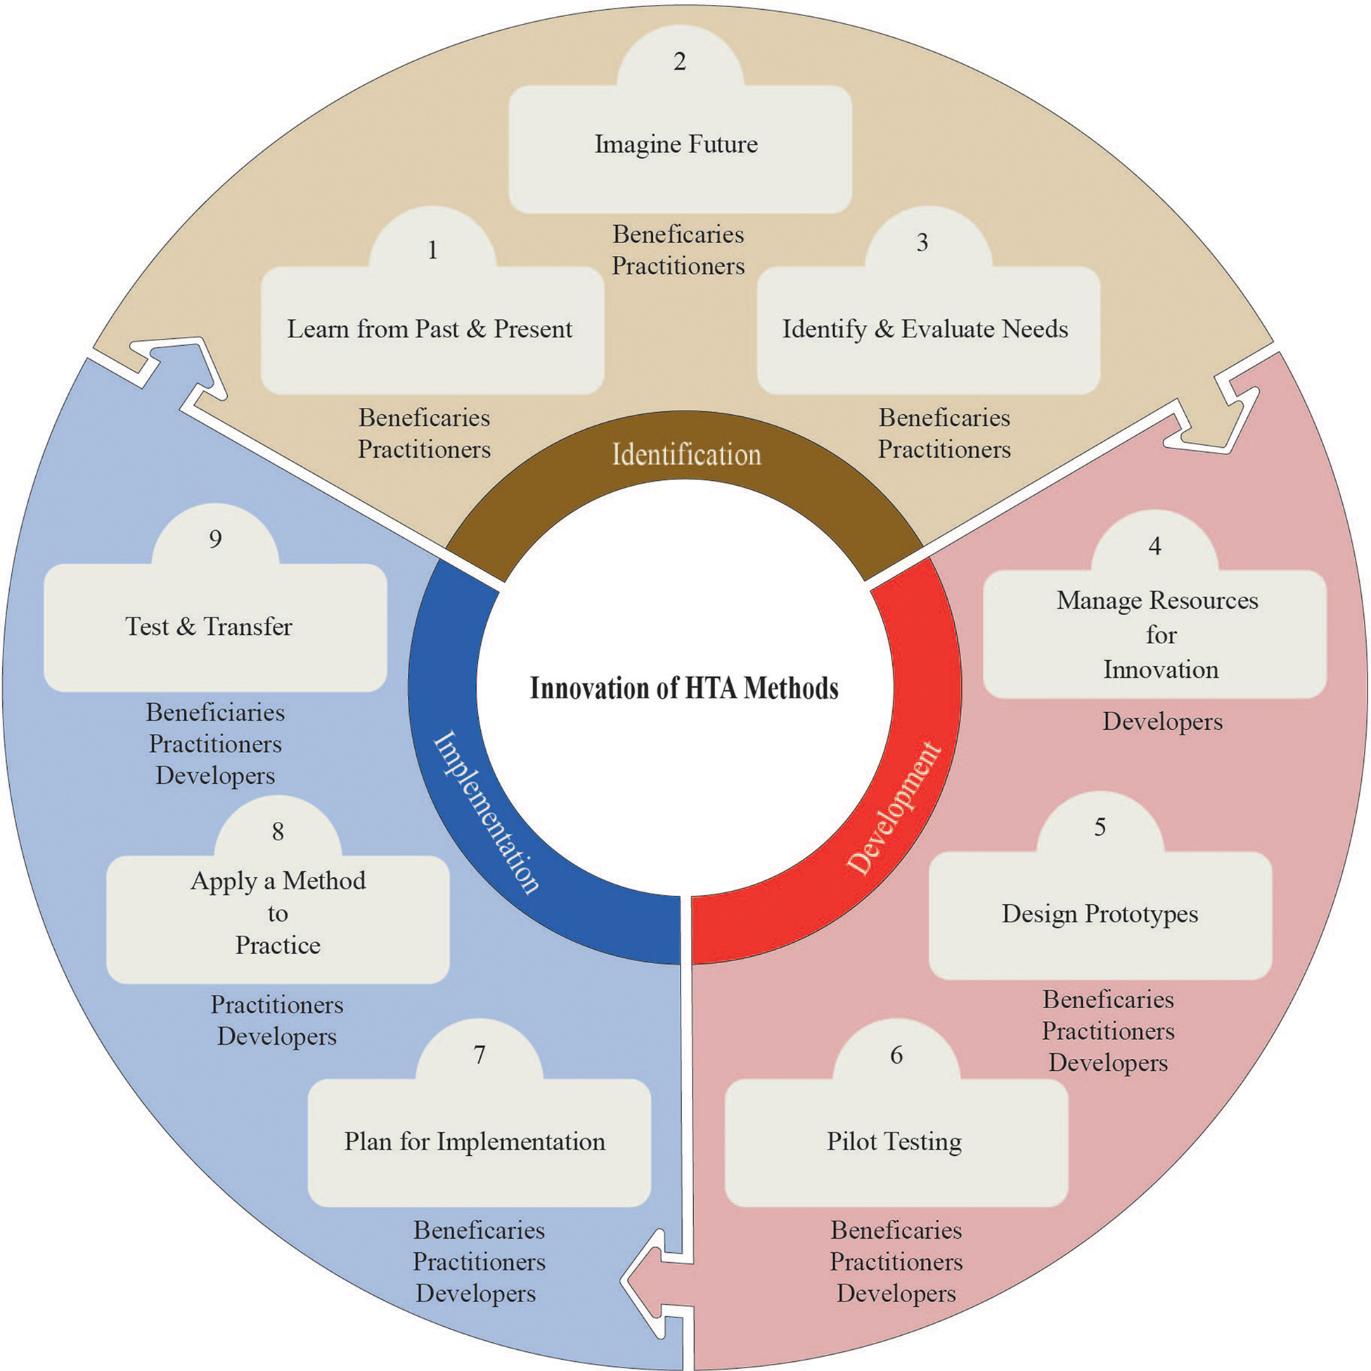 2
Imagine Future
Beneficaries
Practitioners
1
Learn from Past & Present
Beneficaries
Practitioners
3
Identify & Evaluate Needs
Beneficaries
Practitioners
Identification
4
Manage Resources
for
Innovation
Developers
5
Design Prototypes
Beneficaries
Practitioners
Developers
6
Pilot Testing
Beneficaries
Practitioners
Developers
Development
7
Plan for Implementation
Beneficaries
Practitioners
Developers
8
Apply a Method
to
Practice
Practitioners
Developers
9
Test & Transfer
Beneficiaries
Practitioners
Developers
Implementation
Innovation of HTA Methods